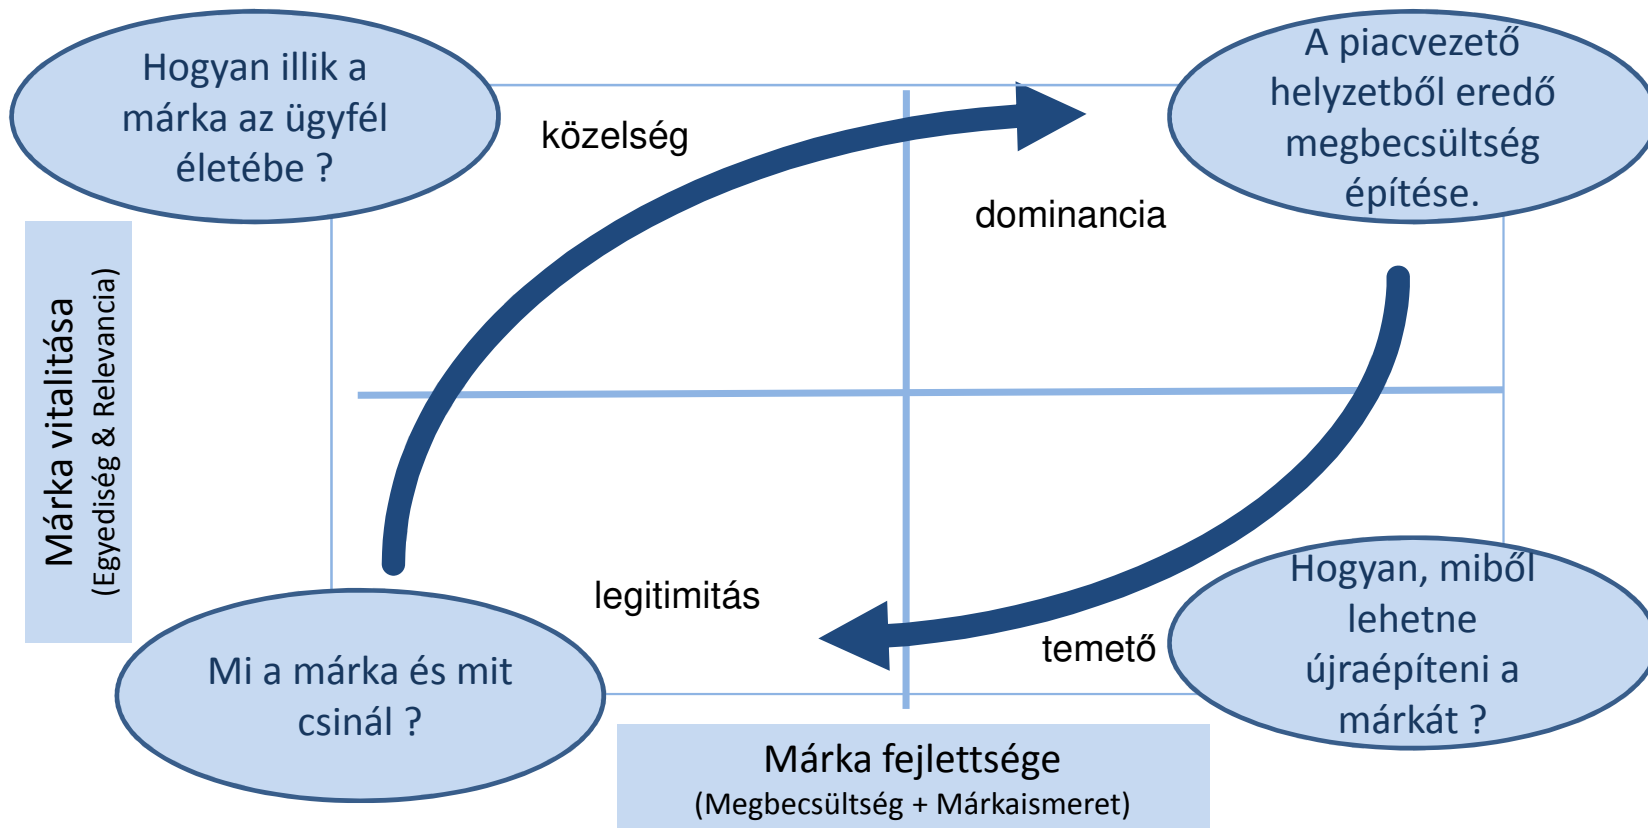 Hogyan illik a
márka az ügyfél
életébe ?
A piacvezető
helyzetből eredő
megbecsültség
építése.
közelség
dominancia
Márka vitalitása
(Egyediség & Relevancia)
legitimitás
temető
Mi a márka és mit
csinál ?
Hogyan, miből
lehetne
újraépíteni a
márkát ?
Márka fejlettsége
(Megbecsültség + Márkaismeret)